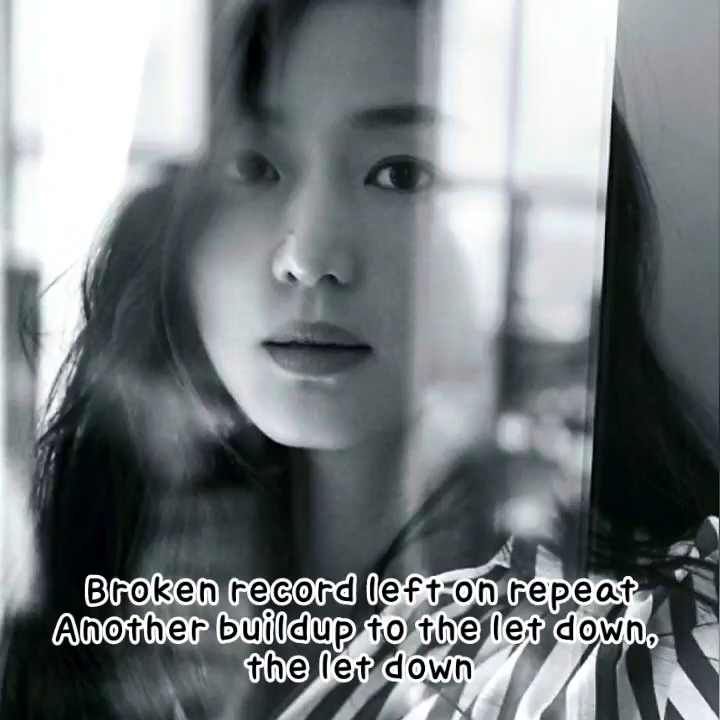 Broken record left on repeat
Another buildup to the let down,
the let down